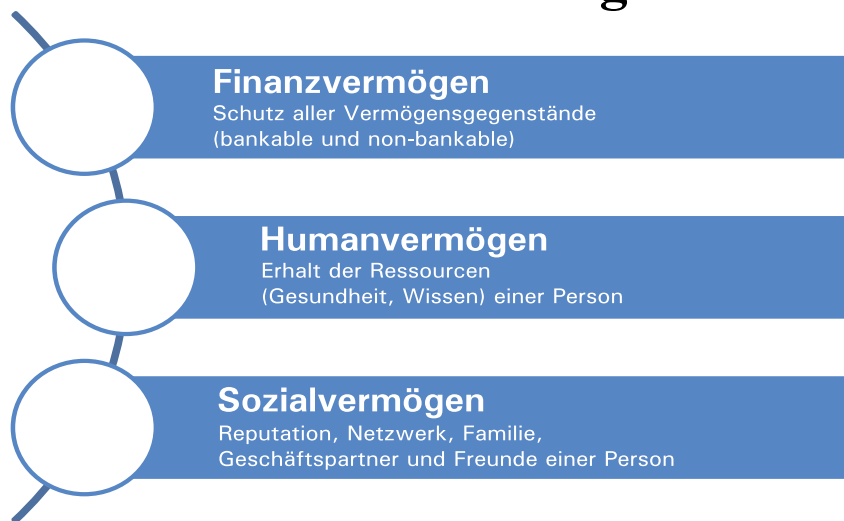 Finanzvermögen
Schutz aller Vermögensgegenstände
(bankable und non-bankable)
Humanvermögen
Erhalt der Ressourcen
(Gesundheit, Wissen) einer Person
Sozialvermögen
Reputation, Netzwerk, Familie,
Geschäftspartner und Freunde einer Person